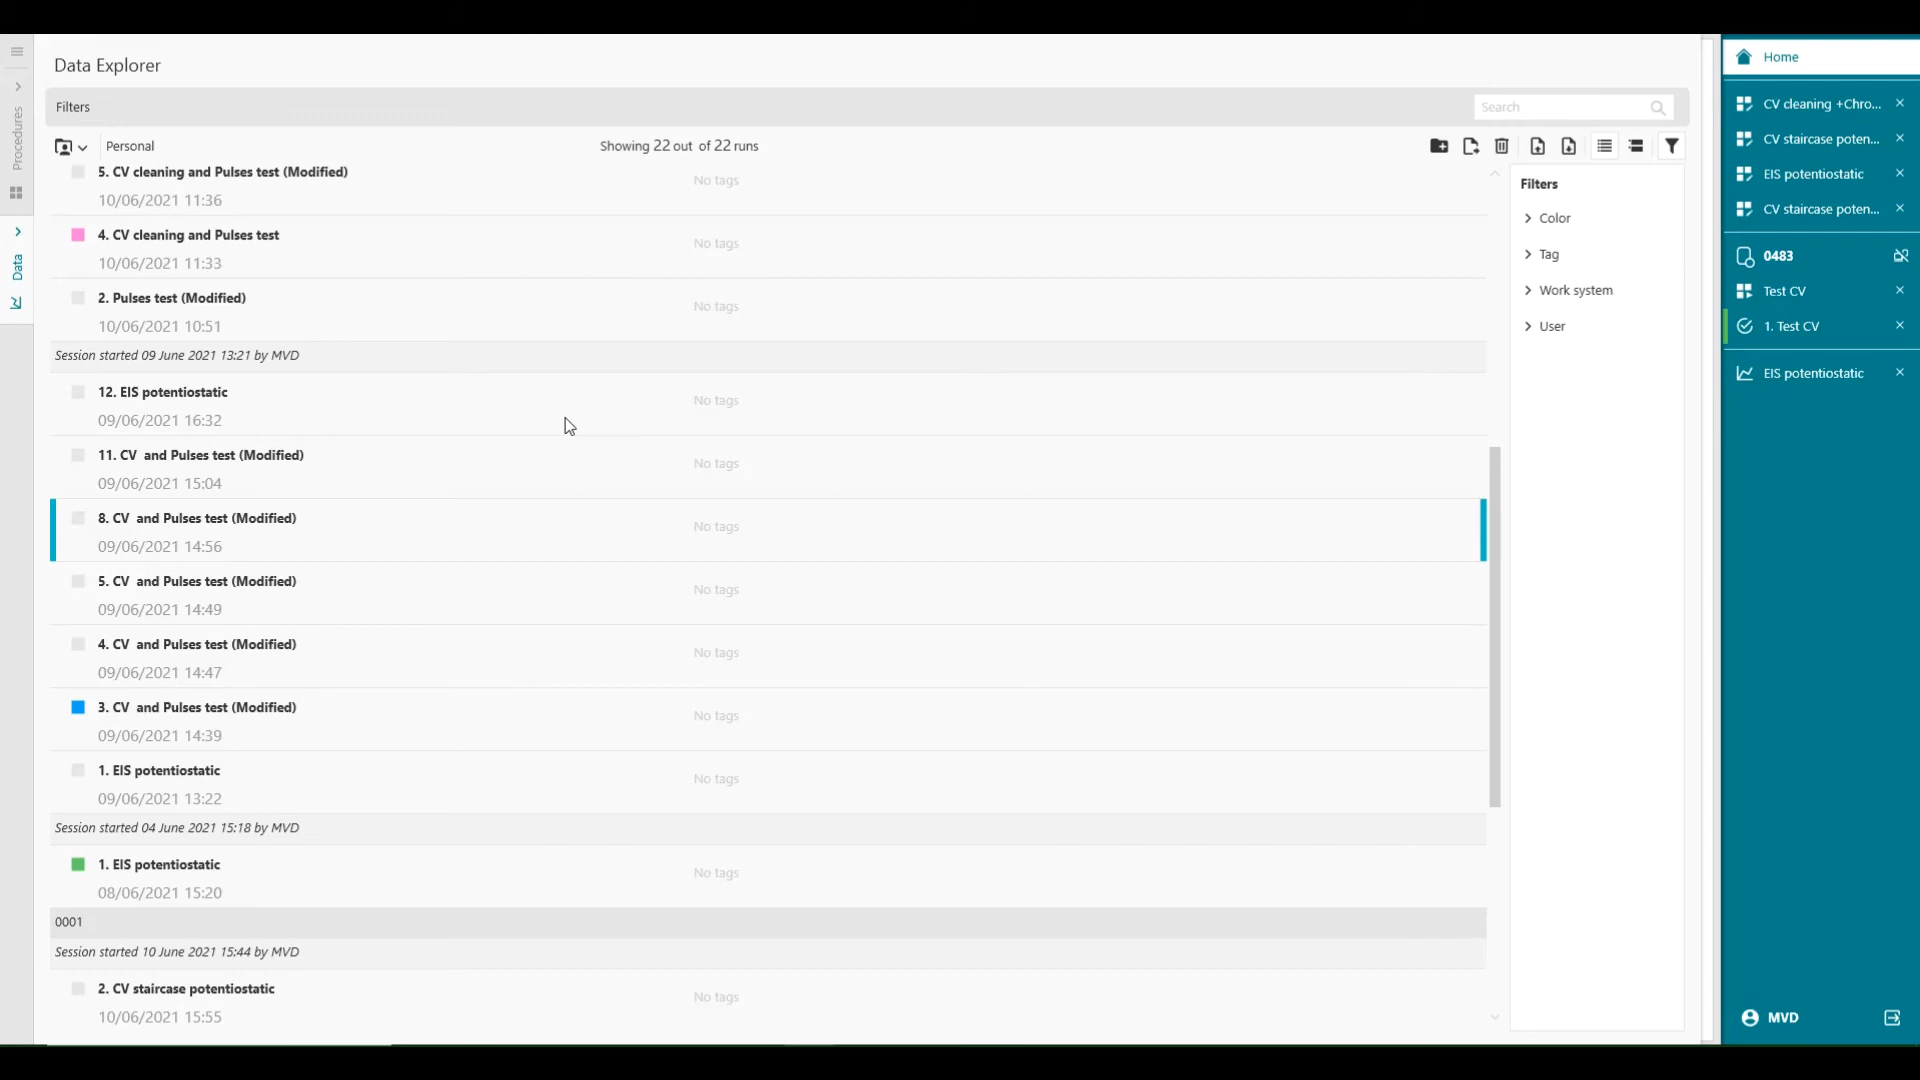 Data Explorer
Filters
Search
Personal
Showing 22 out of 22 runs
5. CV cleaning and Pulses test (Modified)
No tags
10/06/2021 11:36
4. CV cleaning and Pulses test
No tags
10/06/2021 11:33
2. Pulses test (Modified)
No tags
10/06/2021 10:51
Session started 09 June 2021 13:21 by MVD
12. EIS potentiostatic
No tags
09/06/2021 16:32
11. CV and Pulses test (Modified)
No tags
09/06/2021 15:04
8. CV and Pulses test (Modified)
No tags
09/06/2021 14:56
5. CV and Pulses test (Modified)
No tags
09/06/2021 14:49
4. CV and Pulses test (Modified)
No tags
09/06/2021 14:47
3. CV and Pulses test (Modified)
No tags
09/06/2021 14:39
1. EIS potentiostatic
No tags
09/06/2021 13:22
Session started 04 June 2021 15:18 by MVD
1. EIS potentiostatic
No tags
08/06/2021 15:20
0001
Session started 10 June 2021 15:44 by MVD
2. CV staircase potentiostatic
No tags
10/06/2021 15:55
Filters
Color
Tag
Work system
User
Procedures
Data
Home
CV cleaning +Chro...
CV staircase poten...
EIS potentiostatic
CV staircase poten...
0483
Test CV
1. Test CV
EIS potentiostatic
MVD